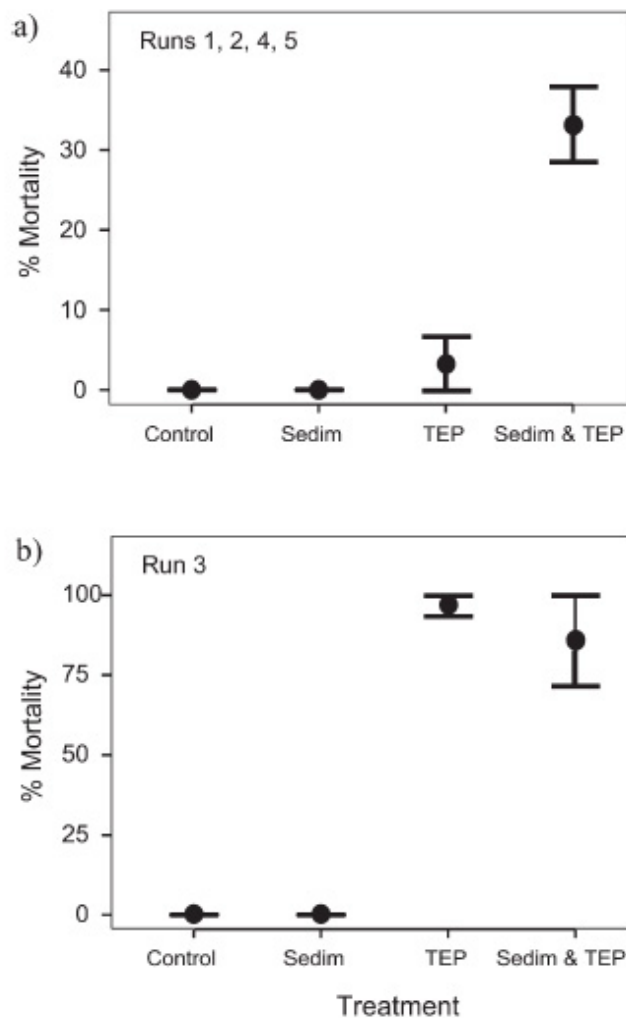 a)
Runs 1, 2, 4, 5
% Mortality
40
30
20
10
0
Control Sedim TEP Sedim & TEP
b)
Run 3
% Mortality
100
75
50
25
0
Control Sedim TEP Sedim & TEP
Treatment